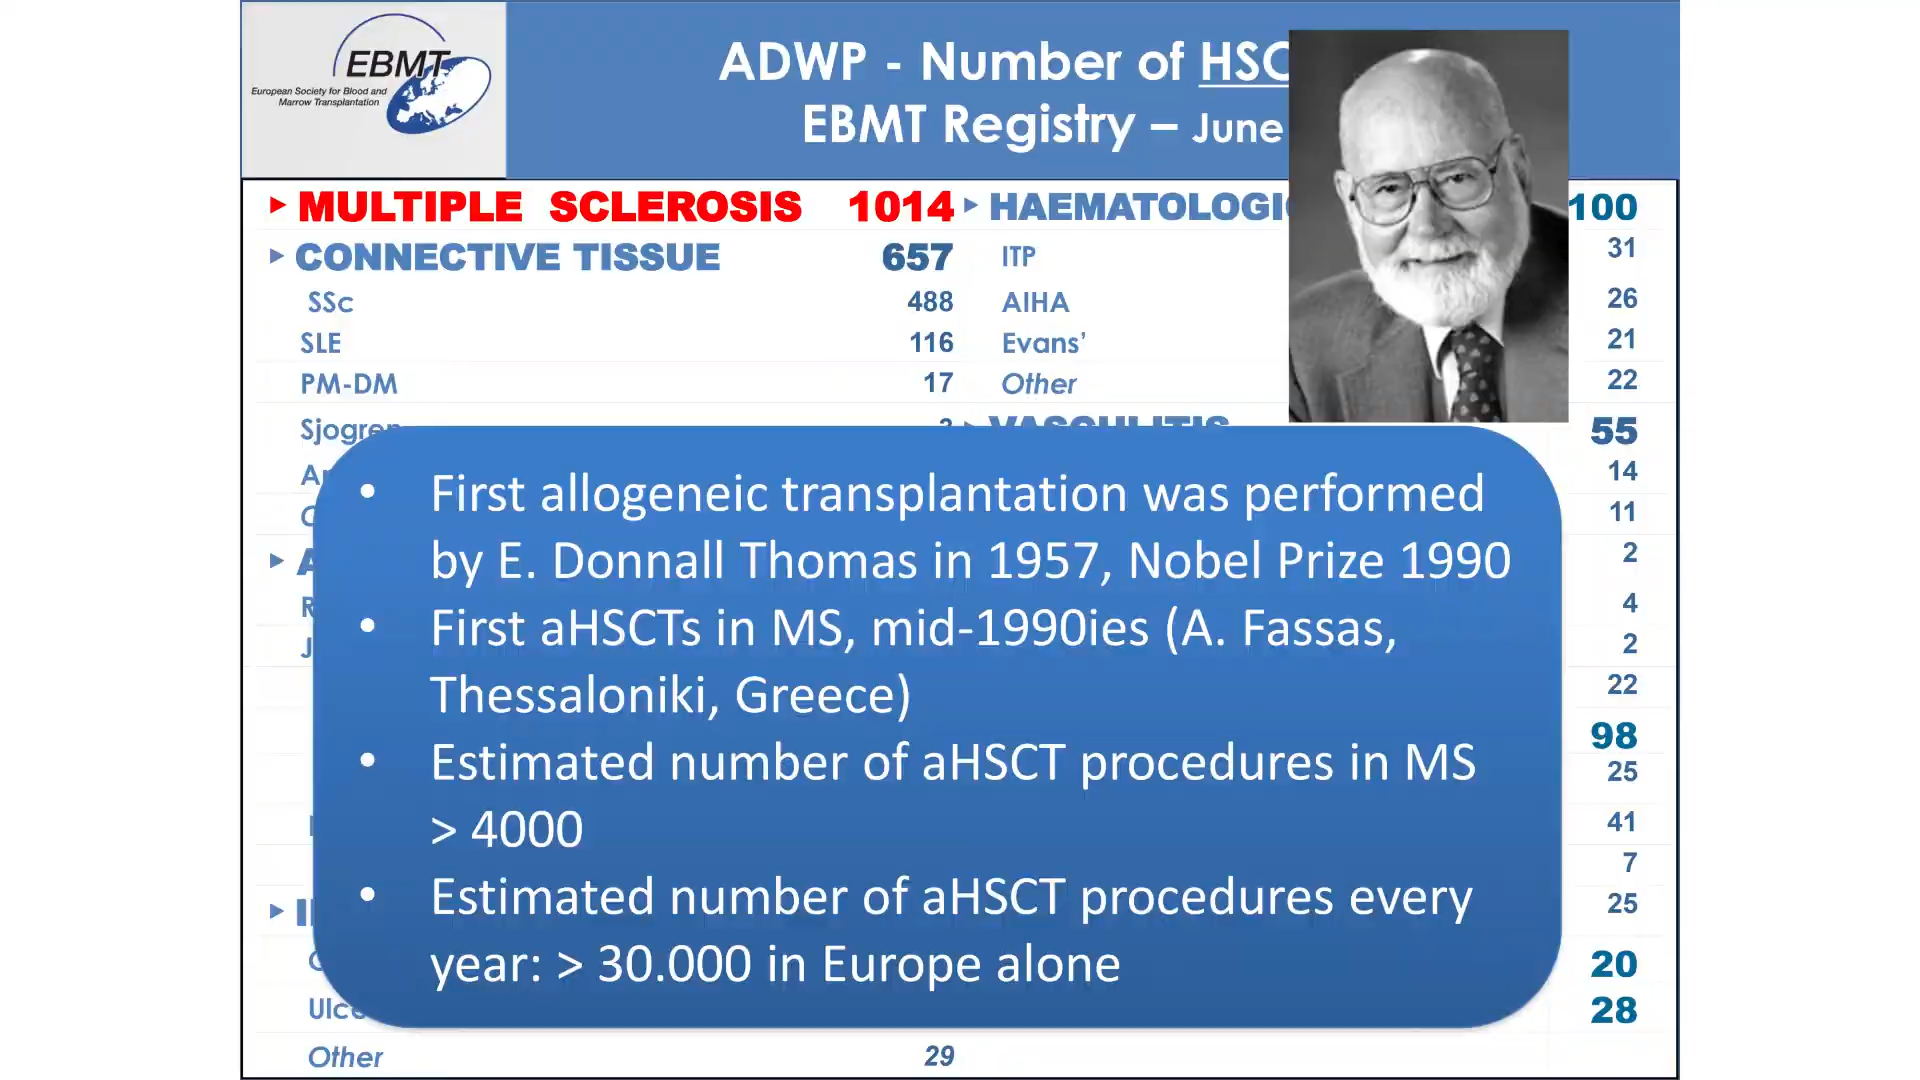 EBMT
European Society for Blood and
Marrow Transplantation
ADWP - Number of
EBMT Registry – June
MULTIPLE SCLEROSIS 1014
CONNECTIVE TISSUE 657
SSc 488
SLE 116
PM-DM 17
29
Other
Other 29
100
ITP 31
AIHA 26
Evans’ 21
Other 22
55
14
11
2
4
2
22
98
25
41
7
25
20
28
• First allogeneic transplantation was performed
by E. Donnall Thomas in 1957, Nobel Prize 1990
• First aHSCTs in MS, mid-1990ies (A. Fassas,
Thessaloniki, Greece)
• Estimated number of aHSCT procedures in MS
> 4000
• Estimated number of aHSCT procedures every
year: > 30.000 in Europe alone